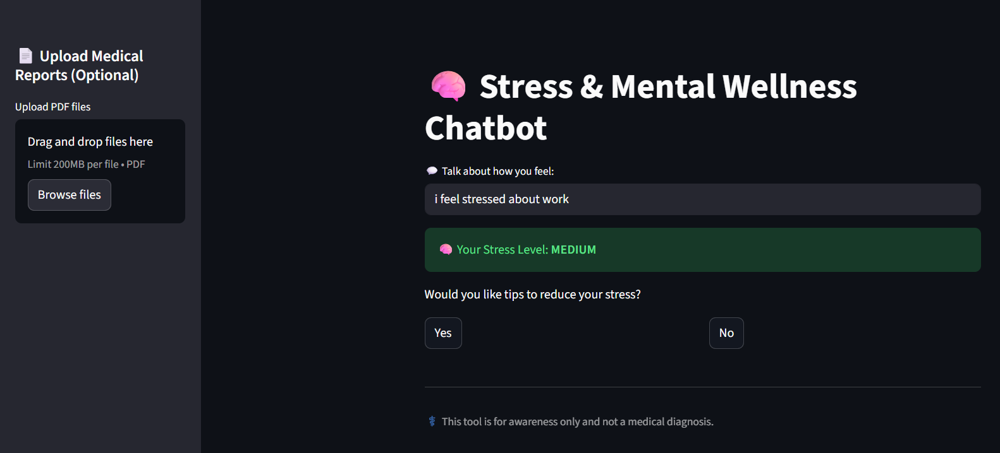 📄 Upload Medical
Reports (Optional)
Upload PDF files
Drag and drop files here
Limit 200MB per file • PDF
Browse files
🧠 Stress & Mental Wellness
Chatbot
💬 Talk about how you feel:
i feel stressed about work
🧠 Your Stress Level: MEDIUM
Would you like tips to reduce your stress?
Yes
No
⚕ This tool is for awareness only and not a medical diagnosis.